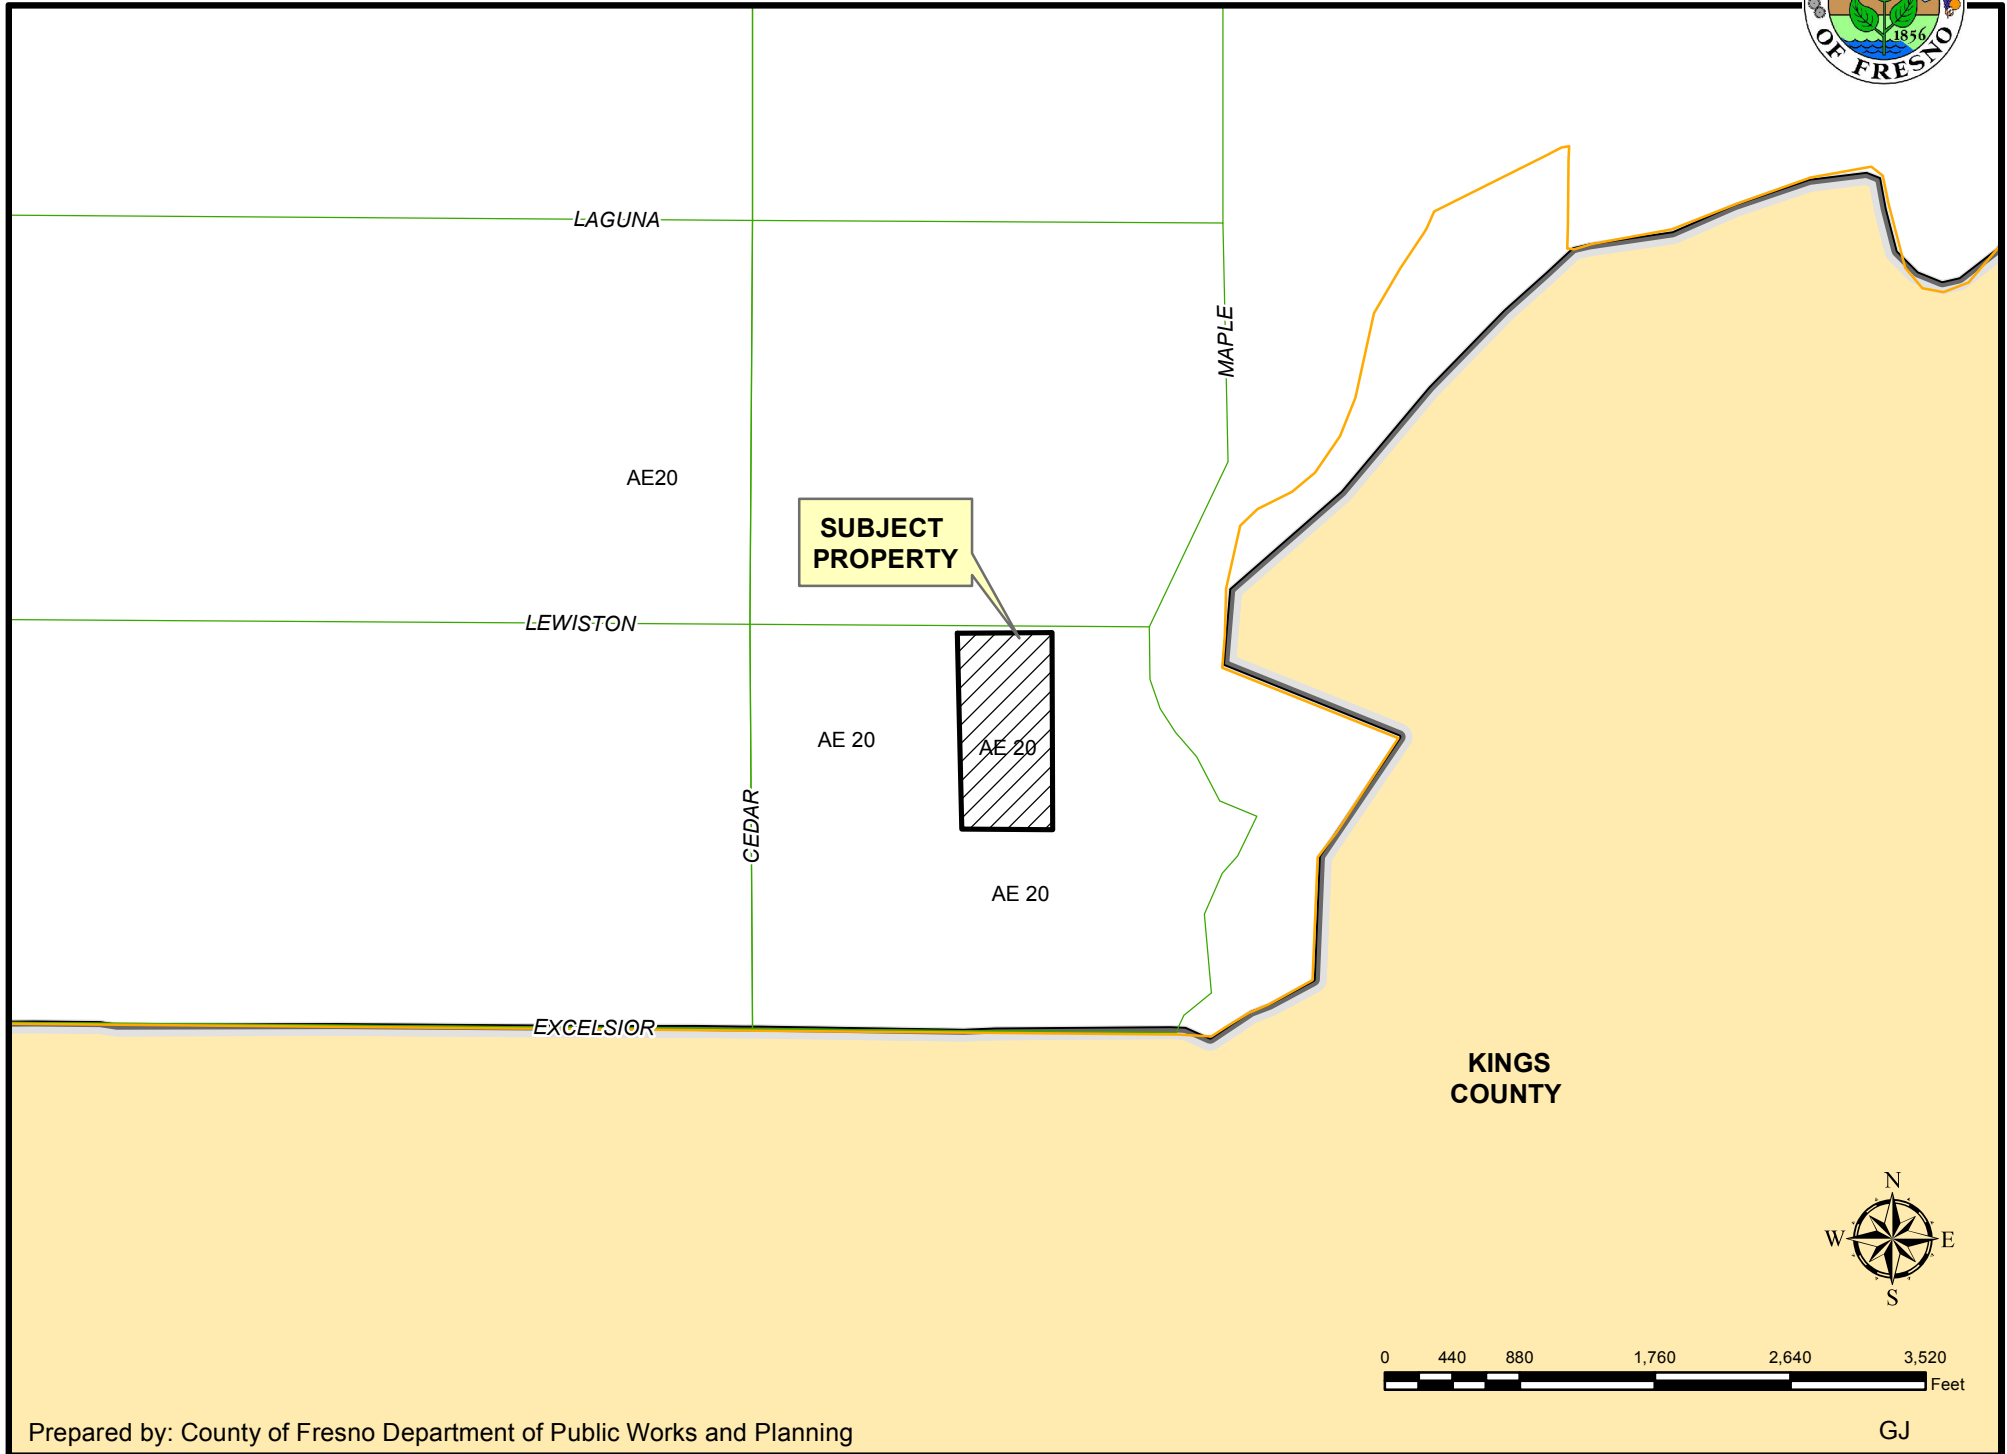 1856
OF FRESNO
LAGUNA
MAPLE
AE20
SUBJECT
PROPERTY
LEWISTON
AE 20
AE 20
CEDAR
AE 20
EXCELSIOR
KINGS
COUNTY
N
W E
S
0 440 880 1,760 2,640 3,520
Feet
Prepared by: County of Fresno Department of Public Works and Planning
GJ